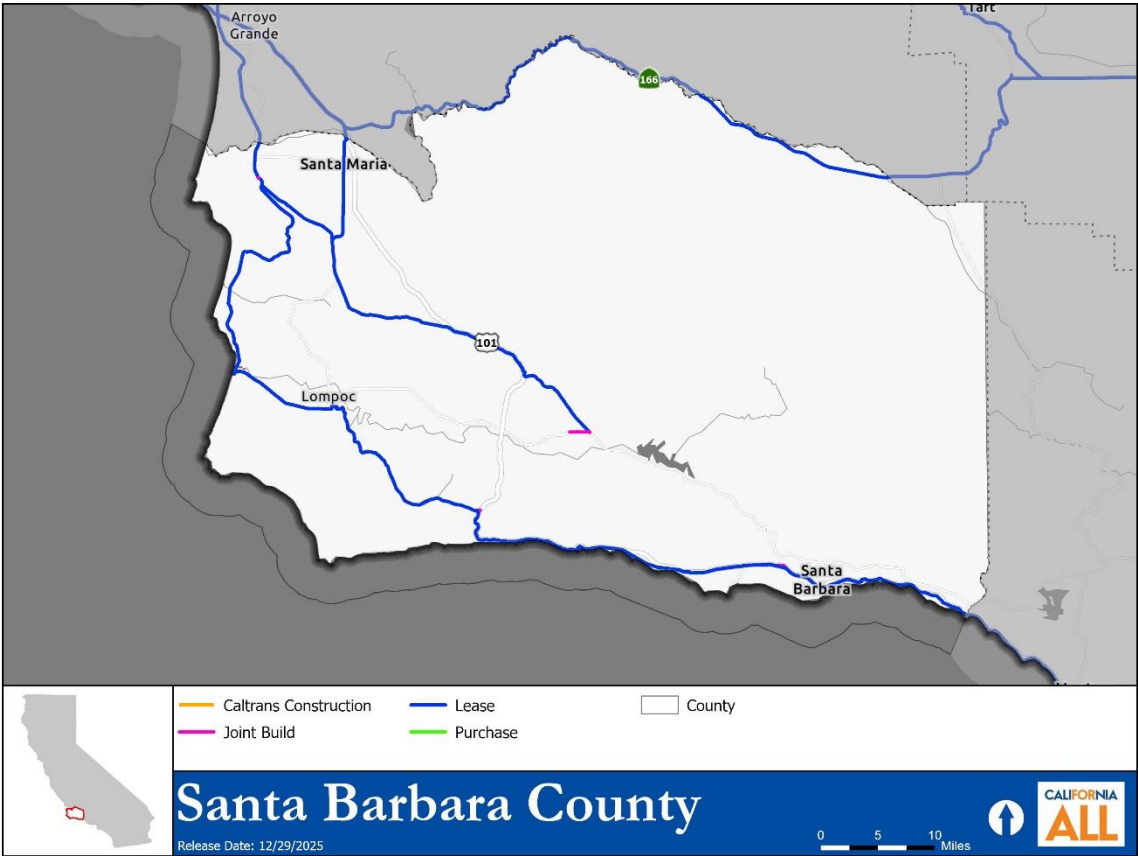 Arroyo
Grande
Taft
166
Santa Maria
101
Lompoc
Santa
Barbara
Caltrans Construction
Lease
County
Joint Build
Purchase
Santa Barbara County
Release Date: 12/29/2025
0 5 10
Miles
CALIFORNIA
ALL